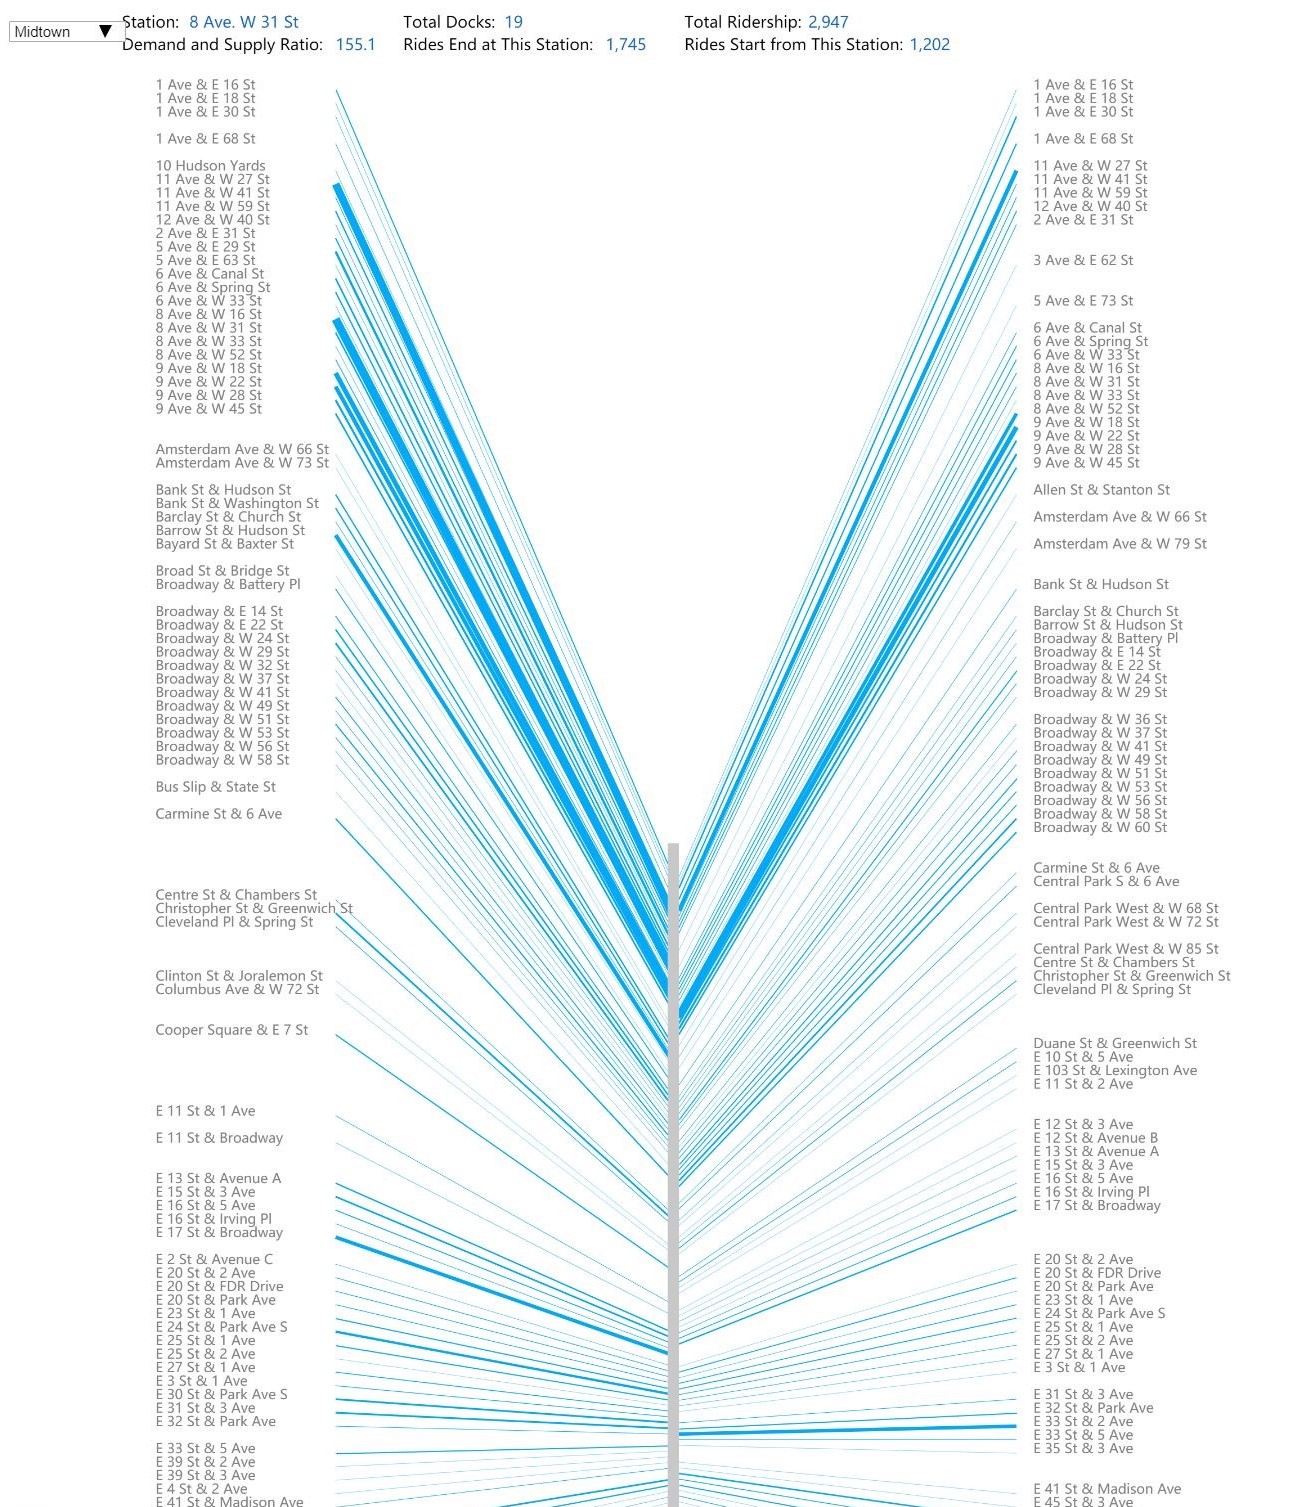 Midtown ▼
Station: 8 Ave. W 31 St
Total Docks: 19
Total Ridership: 2,947
Demand and Supply Ratio: 155.1
Rides End at This Station: 1,745
Rides Start from This Station: 1,202
1 Ave & E 16 St
1 Ave & E 18 St
1 Ave & E 30 St
1 Ave & E 68 St
10 Hudson Yards
11 Ave & W 27 St
11 Ave & W 41 St
11 Ave & W 59 St
12 Ave & W 40 St
2 Ave & E 31 St
5 Ave & E 29 St
5 Ave & E 63 St
6 Ave & Canal St
6 Ave & Spring St
6 Ave & W 33 St
8 Ave & W 16 St
8 Ave & W 31 St
8 Ave & W 33 St
8 Ave & W 52 St
9 Ave & W 18 St
9 Ave & W 22 St
9 Ave & W 28 St
9 Ave & W 45 St
Amsterdam Ave & W 66 St
Amsterdam Ave & W 73 St
Bank St & Hudson St
Bank St & Washington St
Barclay St & Church St
Barrow St & Hudson St
Bayard St & Baxter St
Broad St & Bridge St
Broadway & Battery Pl
Broadway & E 14 St
Broadway & E 22 St
Broadway & W 24 St
Broadway & W 29 St
Broadway & W 32 St
Broadway & W 37 St
Broadway & W 41 St
Broadway & W 49 St
Broadway & W 51 St
Broadway & W 53 St
Broadway & W 56 St
Broadway & W 58 St
Bus Slip & State St
Carmine St & 6 Ave
Centre St & Chambers St
Christopher St & Greenwich St
Cleveland Pl & Spring St
Clinton St & Joralemon St
Columbus Ave & W 72 St
Cooper Square & E 7 St
E 11 St & 1 Ave
E 11 St & Broadway
E 13 St & Avenue A
E 15 St & 3 Ave
E 16 St & 5 Ave
E 16 St & Irving Pl
E 17 St & Broadway
E 2 St & Avenue C
E 20 St & 2 Ave
E 20 St & FDR Drive
E 20 St & Park Ave
E 23 St & 1 Ave
E 24 St & Park Ave S
E 25 St & 1 Ave
E 25 St & 2 Ave
E 27 St & 1 Ave
E 3 St & 1 Ave
E 30 St & Park Ave S
E 31 St & 3 Ave
E 32 St & Park Ave
E 33 St & 5 Ave
E 39 St & 2 Ave
E 39 St & 3 Ave
E 4 St & 2 Ave
E 41 St & Madison Ave
1 Ave & E 16 St
1 Ave & E 18 St
1 Ave & E 30 St
1 Ave & E 68 St
11 Ave & W 27 St
11 Ave & W 41 St
11 Ave & W 59 St
12 Ave & W 40 St
2 Ave & E 31 St
3 Ave & E 62 St
5 Ave & E 73 St
6 Ave & Canal St
6 Ave & Spring St
6 Ave & W 33 St
8 Ave & W 16 St
8 Ave & W 31 St
8 Ave & W 33 St
8 Ave & W 52 St
9 Ave & W 18 St
9 Ave & W 22 St
9 Ave & W 28 St
9 Ave & W 45 St
Allen St & Stanton St
Amsterdam Ave & W 66 St
Amsterdam Ave & W 79 St
Bank St & Hudson St
Barclay St & Church St
Barrow St & Hudson St
Broadway & Battery Pl
Broadway & E 14 St
Broadway & E 22 St
Broadway & W 24 St
Broadway & W 29 St
Broadway & W 36 St
Broadway & W 37 St
Broadway & W 41 St
Broadway & W 49 St
Broadway & W 51 St
Broadway & W 53 St
Broadway & W 56 St
Broadway & W 58 St
Broadway & W 60 St
Carmine St & 6 Ave
Central Park S & 6 Ave
Central Park West & W 68 St
Central Park West & W 72 St
Central Park West & W 85 St
Centre St & Chambers St
Christopher St & Greenwich St
Cleveland Pl & Spring St
Duane St & Greenwich St
E 10 St & 5 Ave
E 103 St & Lexington Ave
E 11 St & 2 Ave
E 12 St & 3 Ave
E 12 St & Avenue B
E 13 St & Avenue A
E 15 St & 3 Ave
E 16 St & 5 Ave
E 16 St & Irving Pl
E 17 St & Broadway
E 20 St & 2 Ave
E 20 St & FDR Drive
E 20 St & Park Ave
E 23 St & 1 Ave
E 24 St & Park Ave S
E 25 St & 1 Ave
E 25 St & 2 Ave
E 27 St & 1 Ave
E 3 St & 1 Ave
E 31 St & 3 Ave
E 32 St & Park Ave
E 33 St & 2 Ave
E 33 St & 5 Ave
E 35 St & 3 Ave
E 41 St & Madison Ave
E 45 St & 3 Ave